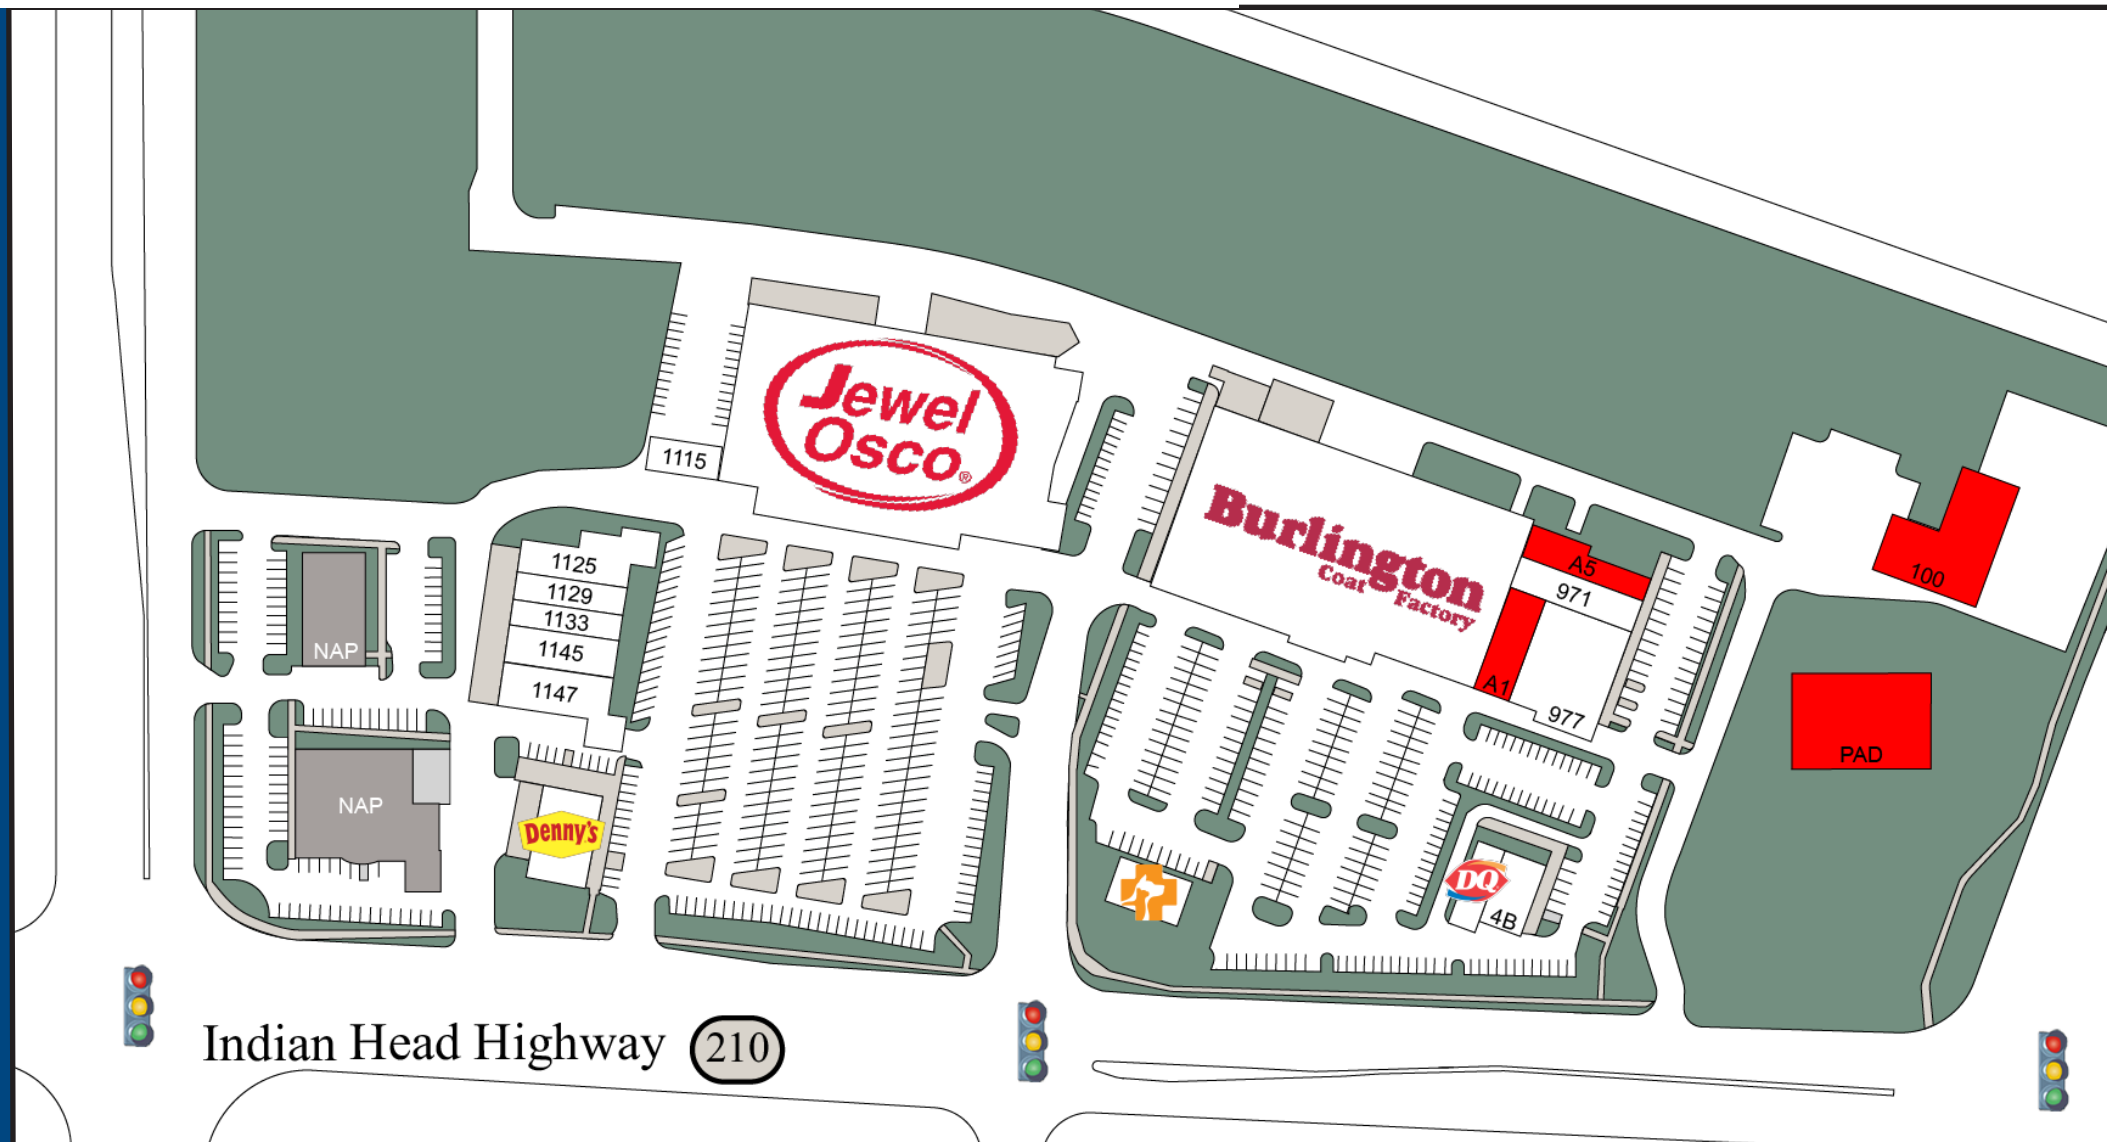 Jewel
Osco®
1115
Burlington
Coat Factory
A5
971
A1
977
100
PAD
1125
1129
1133
1145
1147
NAP
NAP
Denny's
DQ
4B
Indian Head Highway 210